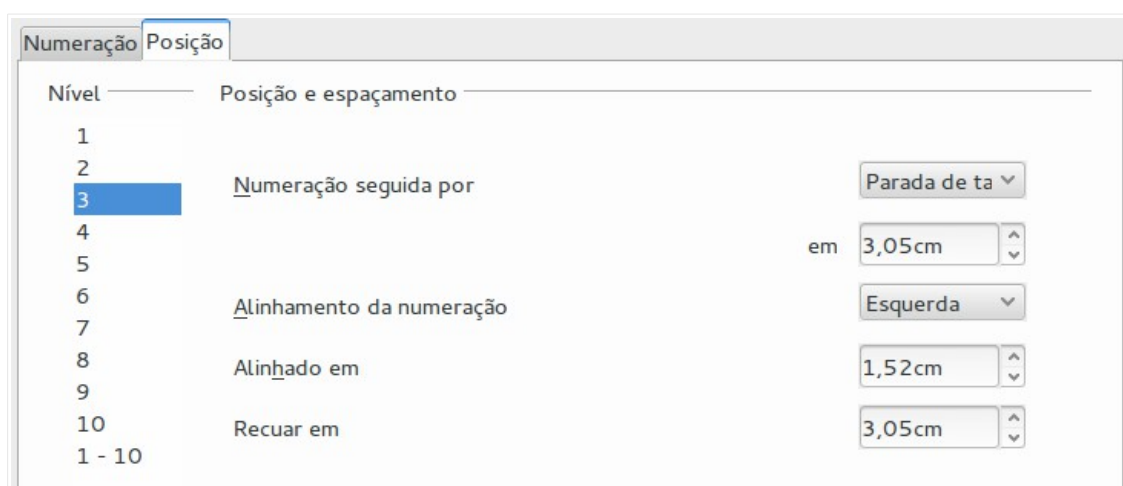 Numeração Posição
Nível Posição e espaçamento
1
2
Numeração seguida por Parada de ta
3
4
em 3,05cm
5
6
Alinhamento da numeração Esquerda
7
8
Alinhado em 1,52cm
9
10
Recuar em 3,05cm
1 - 10